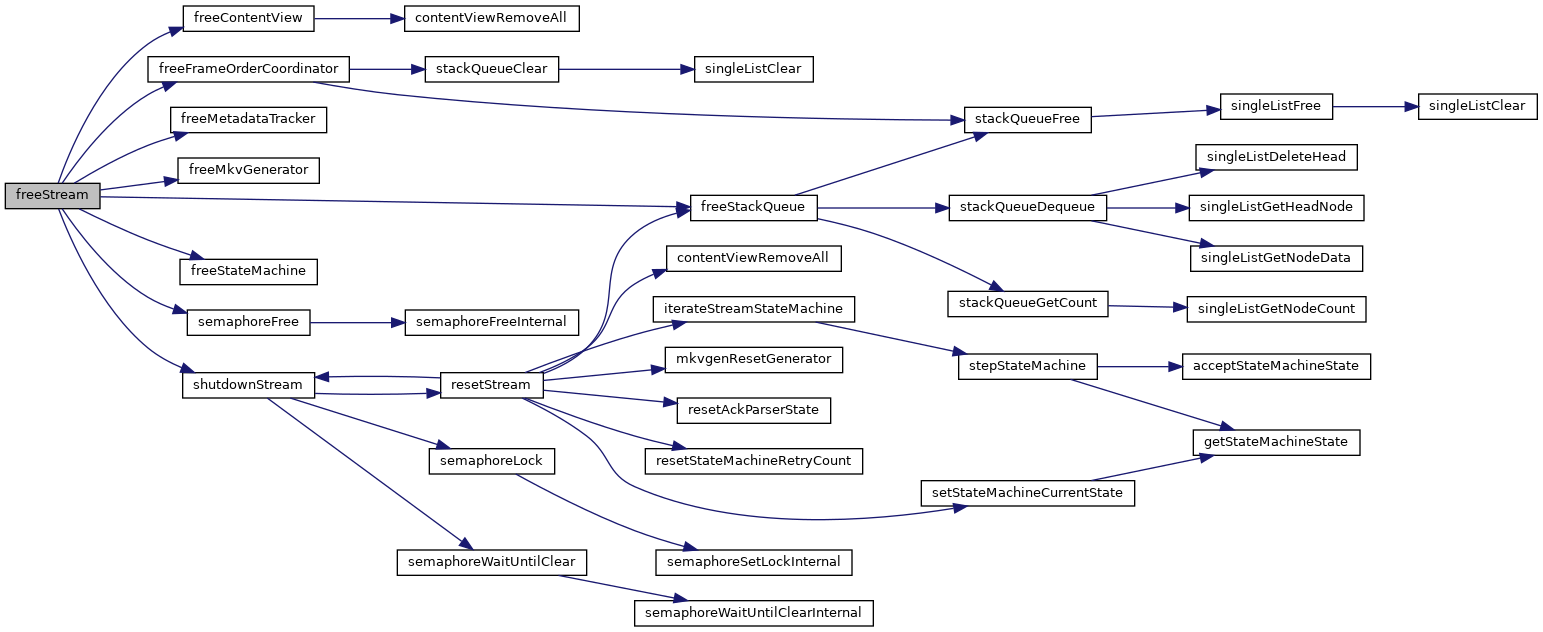 freeContentView
contentViewRemoveAll
freeFrameOrderCoordinator
stackQueueClear
singleListClear
singleListFree
singleListClear
freeMetadataTracker
stackQueueFree
singleListDeleteHead
freeMkvGenerator
freeStream
freeStackQueue
stackQueueDequeue
singleListGetHeadNode
contentViewRemoveAll
singleListGetNodeData
freeStateMachine
stackQueueGetCount
singleListGetNodeCount
semaphoreFree
semaphoreFreeInternal
iterateStreamStateMachine
mkvgenResetGenerator
stepStateMachine
acceptStateMachineState
shutdownStream
resetStream
resetAckParserState
getStateMachineState
semaphoreLock
resetStateMachineRetryCount
setStateMachineCurrentState
semaphoreWaitUntilClear
semaphoreSetLockInternal
semaphoreWaitUntilClearInternal